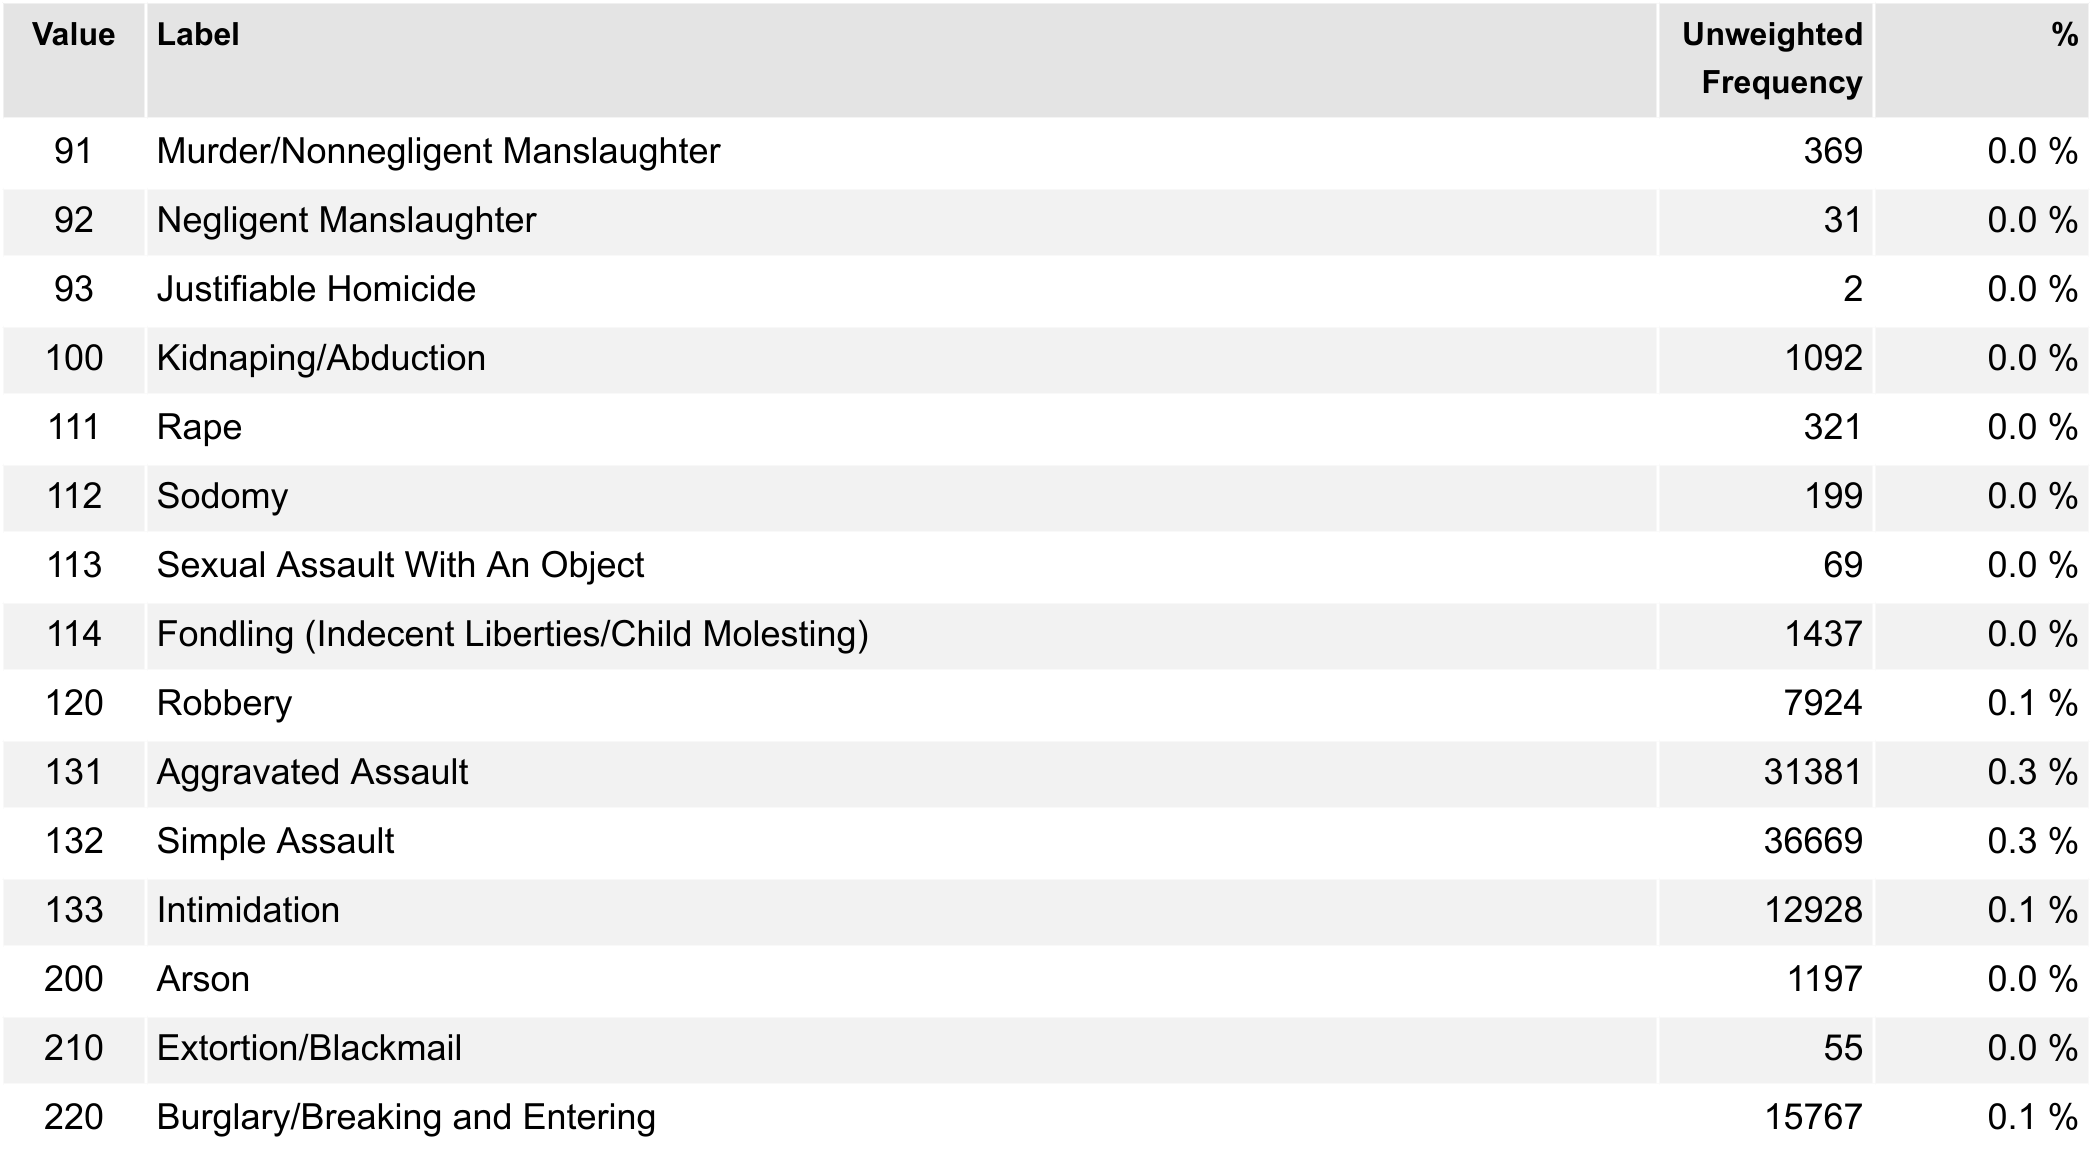 Value Label Unweighted Frequency %
91 Murder/Nonnegligent Manslaughter 369 0.0 %
92 Negligent Manslaughter 31 0.0 %
93 Justifiable Homicide 2 0.0 %
100 Kidnaping/Abduction 1092 0.0 %
111 Rape 321 0.0 %
112 Sodomy 199 0.0 %
113 Sexual Assault With An Object 69 0.0 %
114 Fondling (Indecent Liberties/Child Molesting) 1437 0.0 %
120 Robbery 7924 0.1 %
131 Aggravated Assault 31381 0.3 %
132 Simple Assault 36669 0.3 %
133 Intimidation 12928 0.1 %
200 Arson 1197 0.0 %
210 Extortion/Blackmail 55 0.0 %
220 Burglary/Breaking and Entering 15767 0.1 %